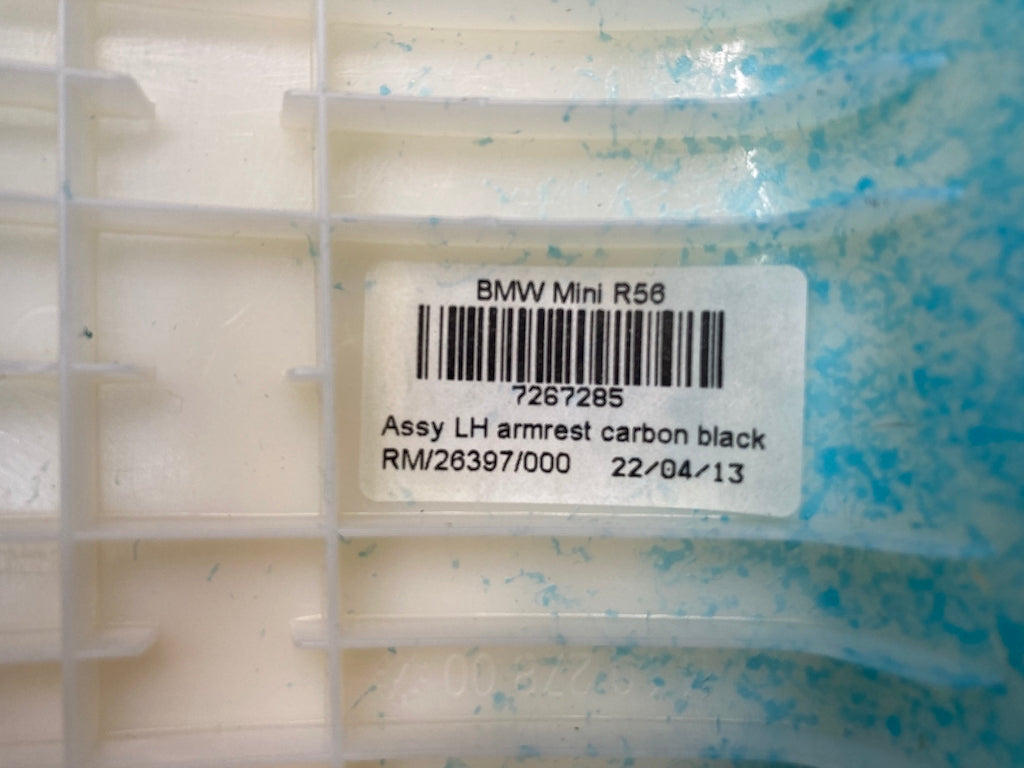 BMW Mini R56
7267285
Assy LH armrest carbon black
RM/26397/000 22/04/13